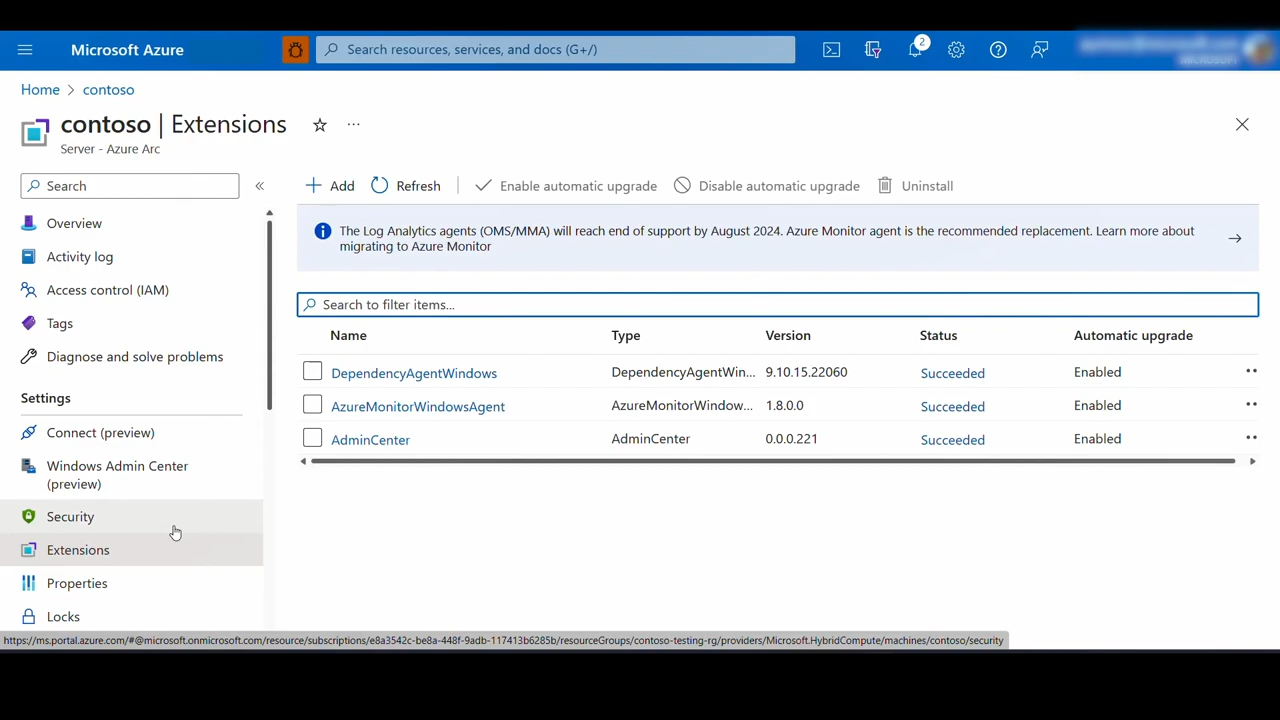 Microsoft Azure
Search resources, services, and docs (G+/)
2
Home > contoso
contoso | Extensions
Server - Azure Arc
Search
Overview
Activity log
Access control (IAM)
Tags
Diagnose and solve problems
Settings
Connect (preview)
Windows Admin Center
(preview)
Security
Extensions
Properties
Locks
Add Refresh Enable automatic upgrade Disable automatic upgrade Uninstall
The Log Analytics agents (OMS/MMA) will reach end of support by August 2024. Azure Monitor agent is the recommended replacement. Learn more about
migrating to Azure Monitor
Search to filter items...
Name Type Version Status Automatic upgrade
DependencyAgentWindows DependencyAgentWin... 9.10.15.22060 Succeeded Enabled
AzureMonitorWindowsAgent AzureMonitorWindow... 1.8.0.0 Succeeded Enabled
AdminCenter AdminCenter 0.0.0.221 Succeeded Enabled
https://ms.portal.azure.com/#@microsoft.onmicrosoft.com/resource/subscriptions/e8a3542c-be8a-448f-9adb-117413b6285b/resourceGroups/contoso-testing-rg/providers/Microsoft.HybridCompute/machines/contoso/security